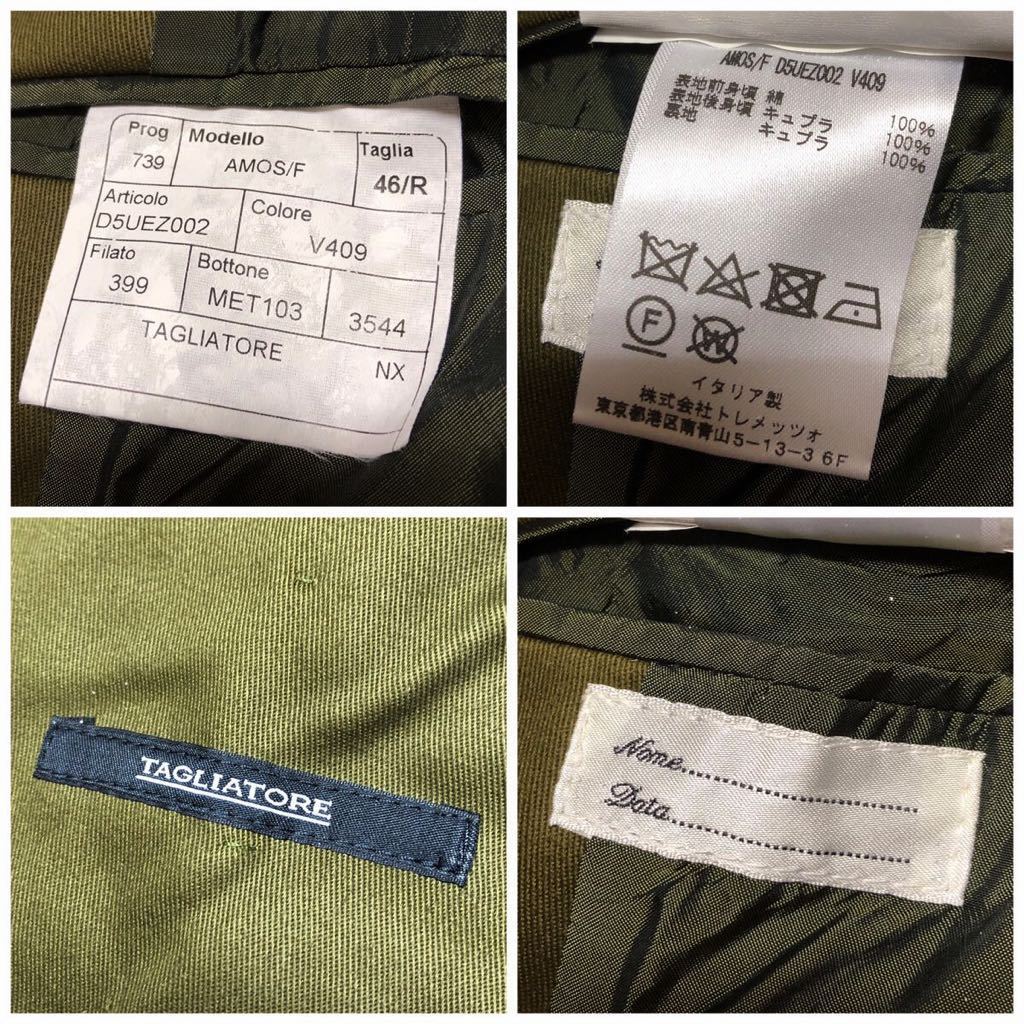 Prog Modello Taglia
739 AMOS/F 46/R
Articolo Colore
D5UEZ002 V409
Filato Bottone
399 MET103 3544
TAGLIATORE
NX
AMOS/F D5UEZ002 V409
表地前身頃 綿 100%
表地後身頃 キュプラ 100%
裏地 キュプラ 100%
F
W
イタリア製
株式会社トレメッツォ
東京都港区南青山5-13-3 6F
TAGLIATORE
Nome
Data